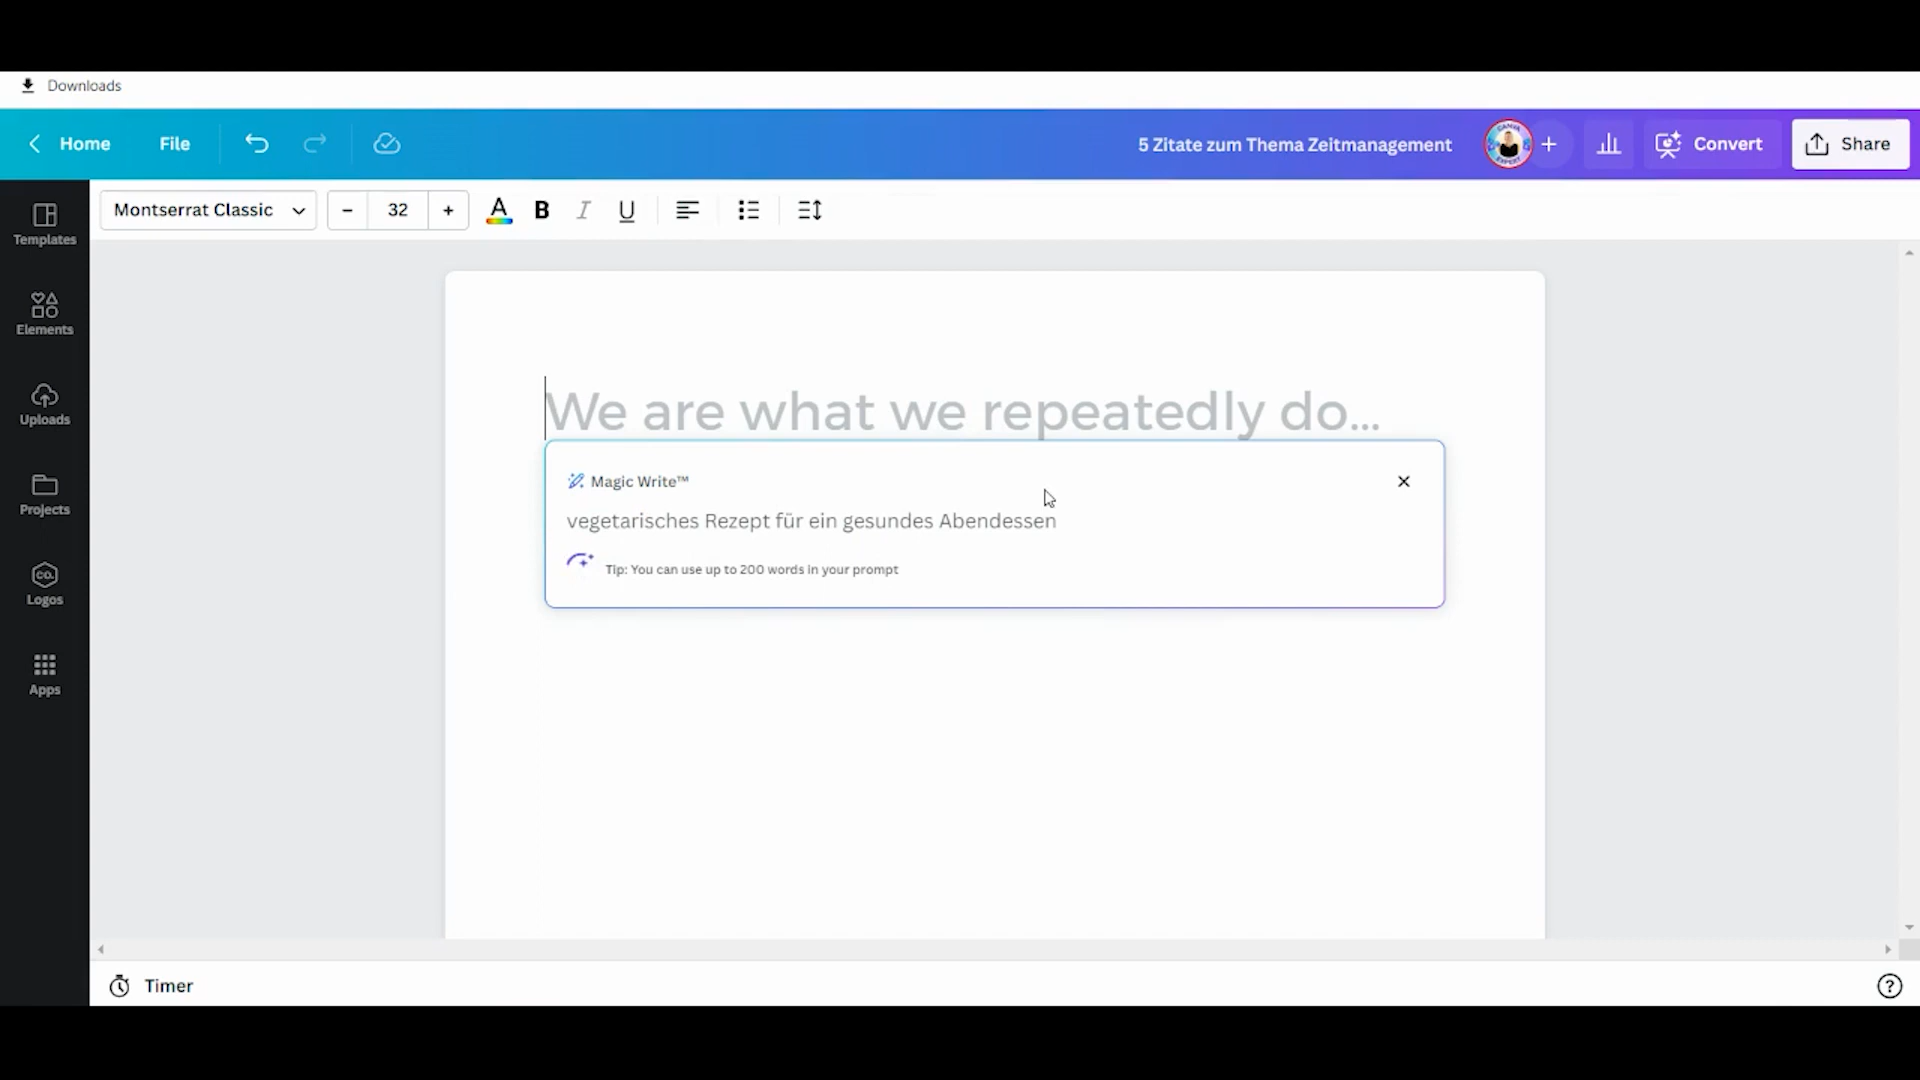 Downloads
Home
File
5 Zitate zum Thema Zeitmanagement
Convert
Share
Montserrat Classic
32
Templates
Elements
Uploads
Projects
CO.
Logos
Apps
We are what we repeatedly do...
Magic Write™
vegetarisches Rezept für ein gesundes Abendessen
Tip: You can use up to 200 words in your prompt
Timer